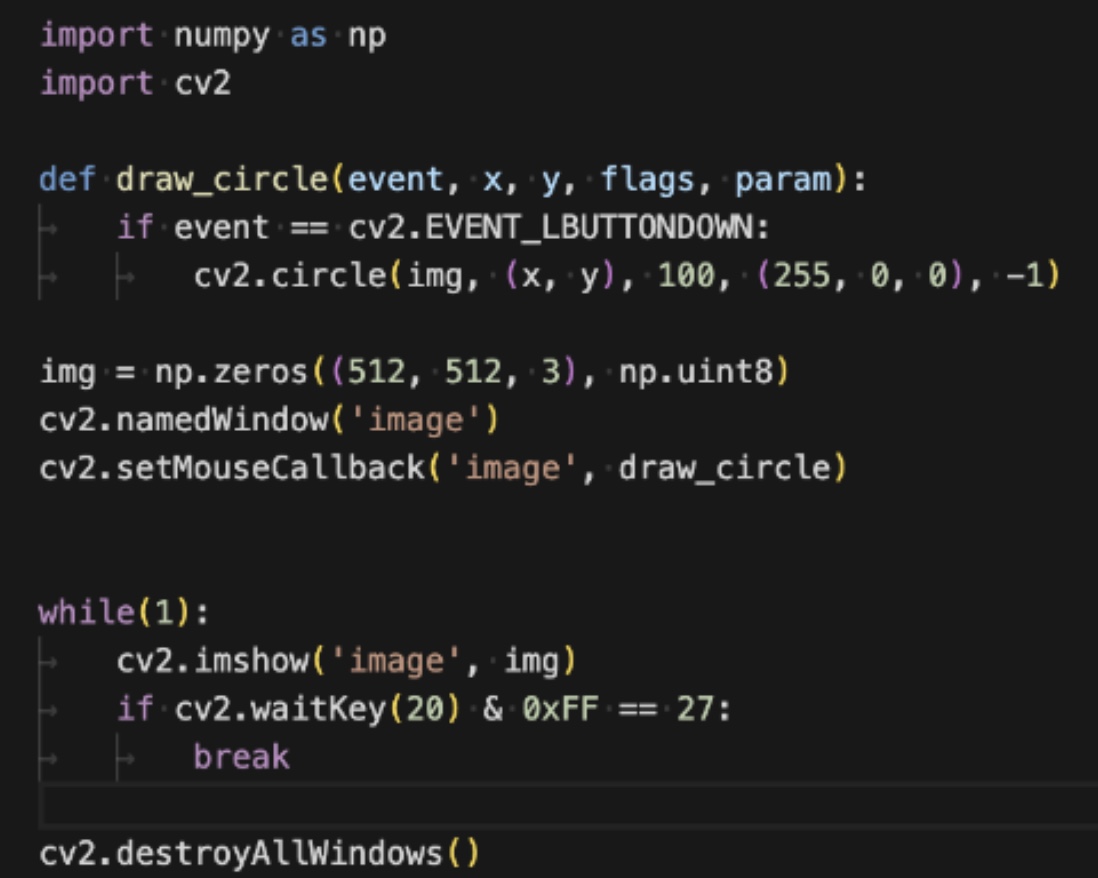 import numpy as np
import cv2
def draw_circle(event, x, y, flags, param):
if event == cv2.EVENT_LBUTTONDOWN:
cv2.circle(img, (x, y), 100, (255, 0, 0), -1)
img = np.zeros((512, 512, 3), np.uint8)
cv2.namedWindow('image')
cv2.setMouseCallback('image', draw_circle)
while(1):
cv2.imshow('image', img)
if cv2.waitKey(20) & 0xFF == 27:
break
cv2.destroyAllWindows()